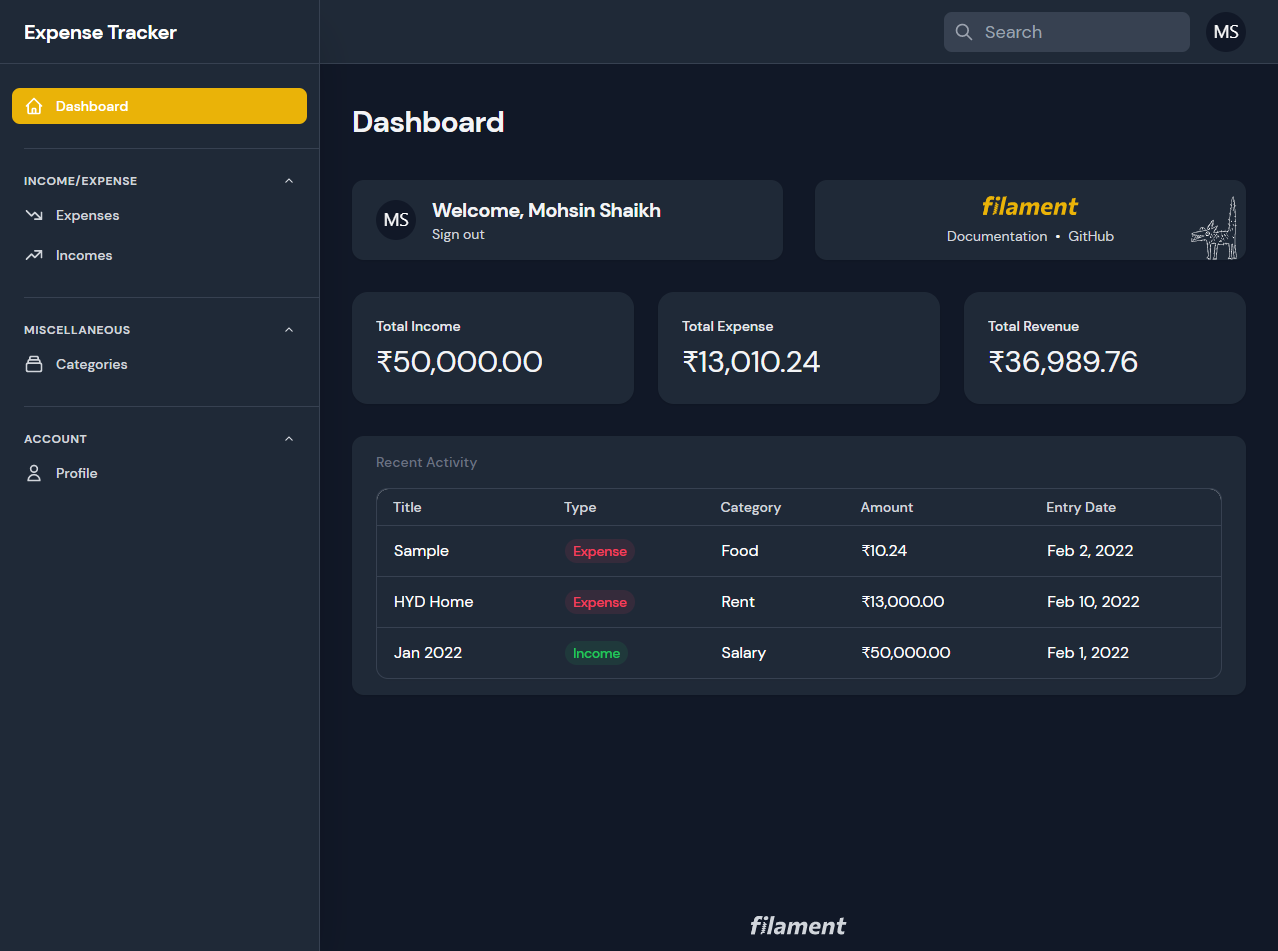 Expense Tracker
Search
MS
Dashboard
INCOME/EXPENSE
Expenses
Incomes
MISCELLANEOUS
Categories
ACCOUNT
Profile
Dashboard
MS
Welcome, Mohsin Shaikh
Sign out
filament
Documentation • GitHub
Total Income
₹50,000.00
Total Expense
₹13,010.24
Total Revenue
₹36,989.76
Recent Activity
Title Type Category Amount Entry Date
Sample Expense Food ₹10.24 Feb 2, 2022
HYD Home Expense Rent ₹13,000.00 Feb 10, 2022
Jan 2022 Income Salary ₹50,000.00 Feb 1, 2022
filament